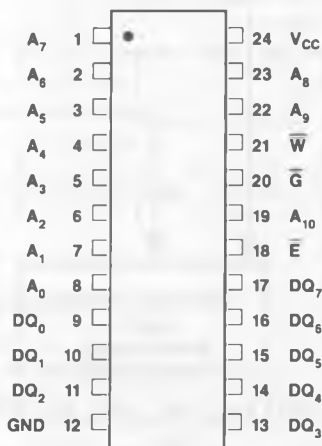 A7 1 24 VCC
A6 2 23 A8
A5 3 22 A9
A4 4 21 W̅
A3 5 20 G̅
A2 6 19 A10
A1 7 18 E̅
A0 8 17 DQ7
DQ0 9 16 DQ6
DQ1 10 15 DQ5
DQ2 11 14 DQ4
GND 12 13 DQ3